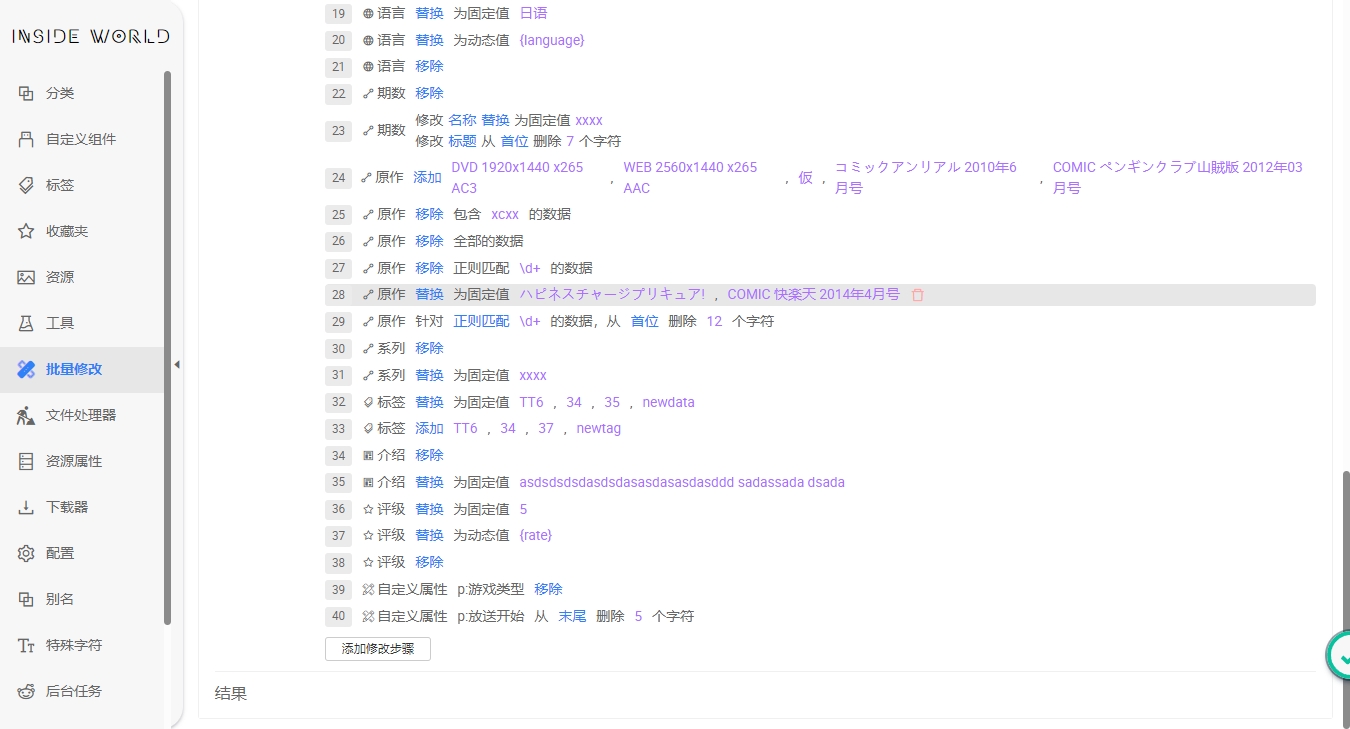 INSIDE WORLD
分类
自定义组件
标签
收藏夹
资源
工具
批量修改
文件处理器
资源属性
下载器
配置
别名
特殊字符
后台任务
19 语言 替换 为固定值 日语
20 语言 替换 为动态值 {language}
21 语言 移除
22 期数 移除
23 期数 修改 名称 替换 为固定值 xxxx
修改 标题 从 首位 删除 7 个字符
24 原作 添加 DVD 1920x1440 x265 AC3 , WEB 2560x1440 x265 AAC , 仮 , コミックアンリアル 2010年6月号 , COMIC ペンギンクラブ山賊版 2012年03月号
25 原作 移除 包含 xcxx 的数据
26 原作 移除 全部的数据
27 原作 移除 正则匹配 \d+ 的数据
28 原作 替换 为固定值 ハピネスチャージプリキュア! , COMIC 快楽天 2014年4月号
29 原作 针对 正则匹配 \d+ 的数据，从 首位 删除 12 个字符
30 系列 移除
31 系列 替换 为固定值 xxxx
32 标签 替换 为固定值 TT6 , 34 , 35 , newdata
33 标签 添加 TT6 , 34 , 37 , newtag
34 介绍 移除
35 介绍 替换 为固定值 asdsdsdsdasdsdasasdasasdasddd sadassada dsada
36 评级 替换 为固定值 5
37 评级 替换 为动态值 {rate}
38 评级 移除
39 自定义属性 p:游戏类型 移除
40 自定义属性 p:放送开始 从 末尾 删除 5 个字符
添加修改步骤
结果